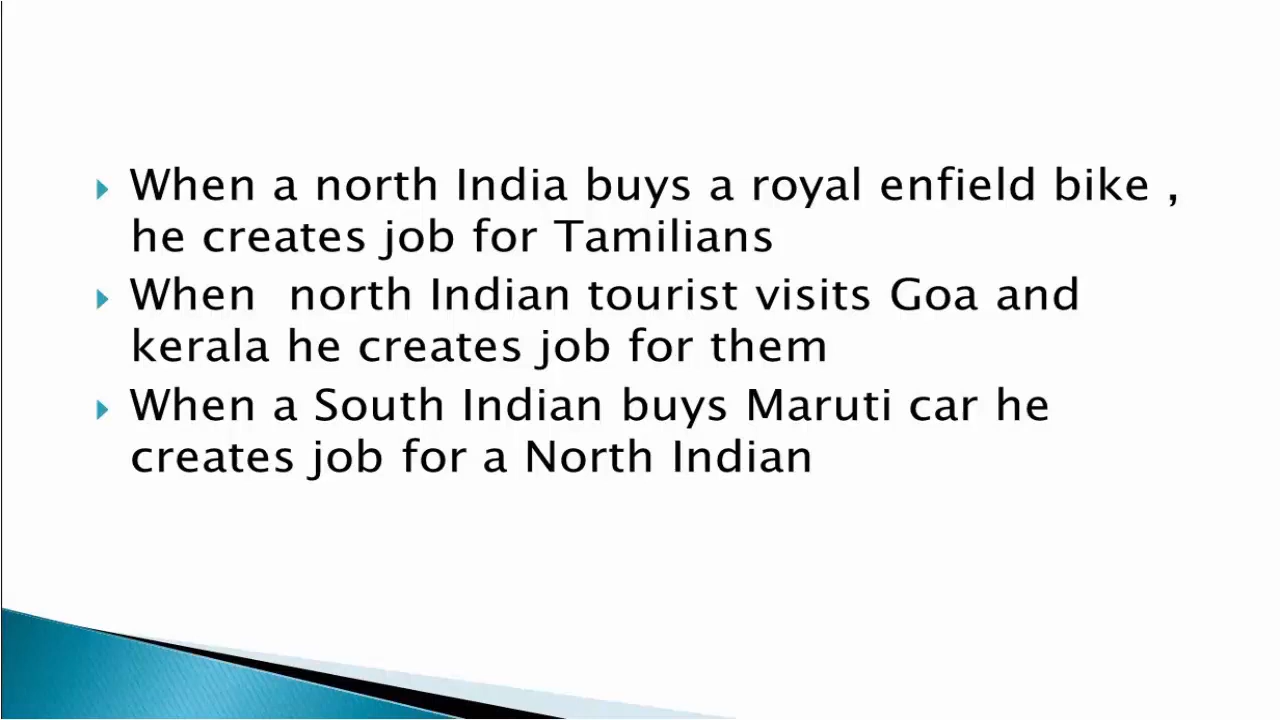 When a north India buys a royal enfield bike ,
he creates job for Tamilians
When north Indian tourist visits Goa and
kerala he creates job for them
When a South Indian buys Maruti car he
creates job for a North Indian